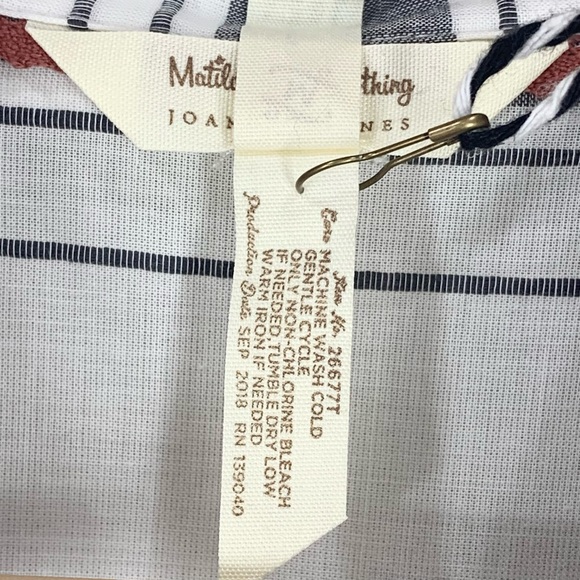 Matil thing
JOAN NES
Item No. 26677T
Care MACHINE WASH COLD
GENTLE CYCLE
ONLY NON-CHLORINE BLEACH
IF NEEDED, TUMBLE DRY LOW
WARM IRON IF NEEDED
Production Date SEP 2018 RN 139040